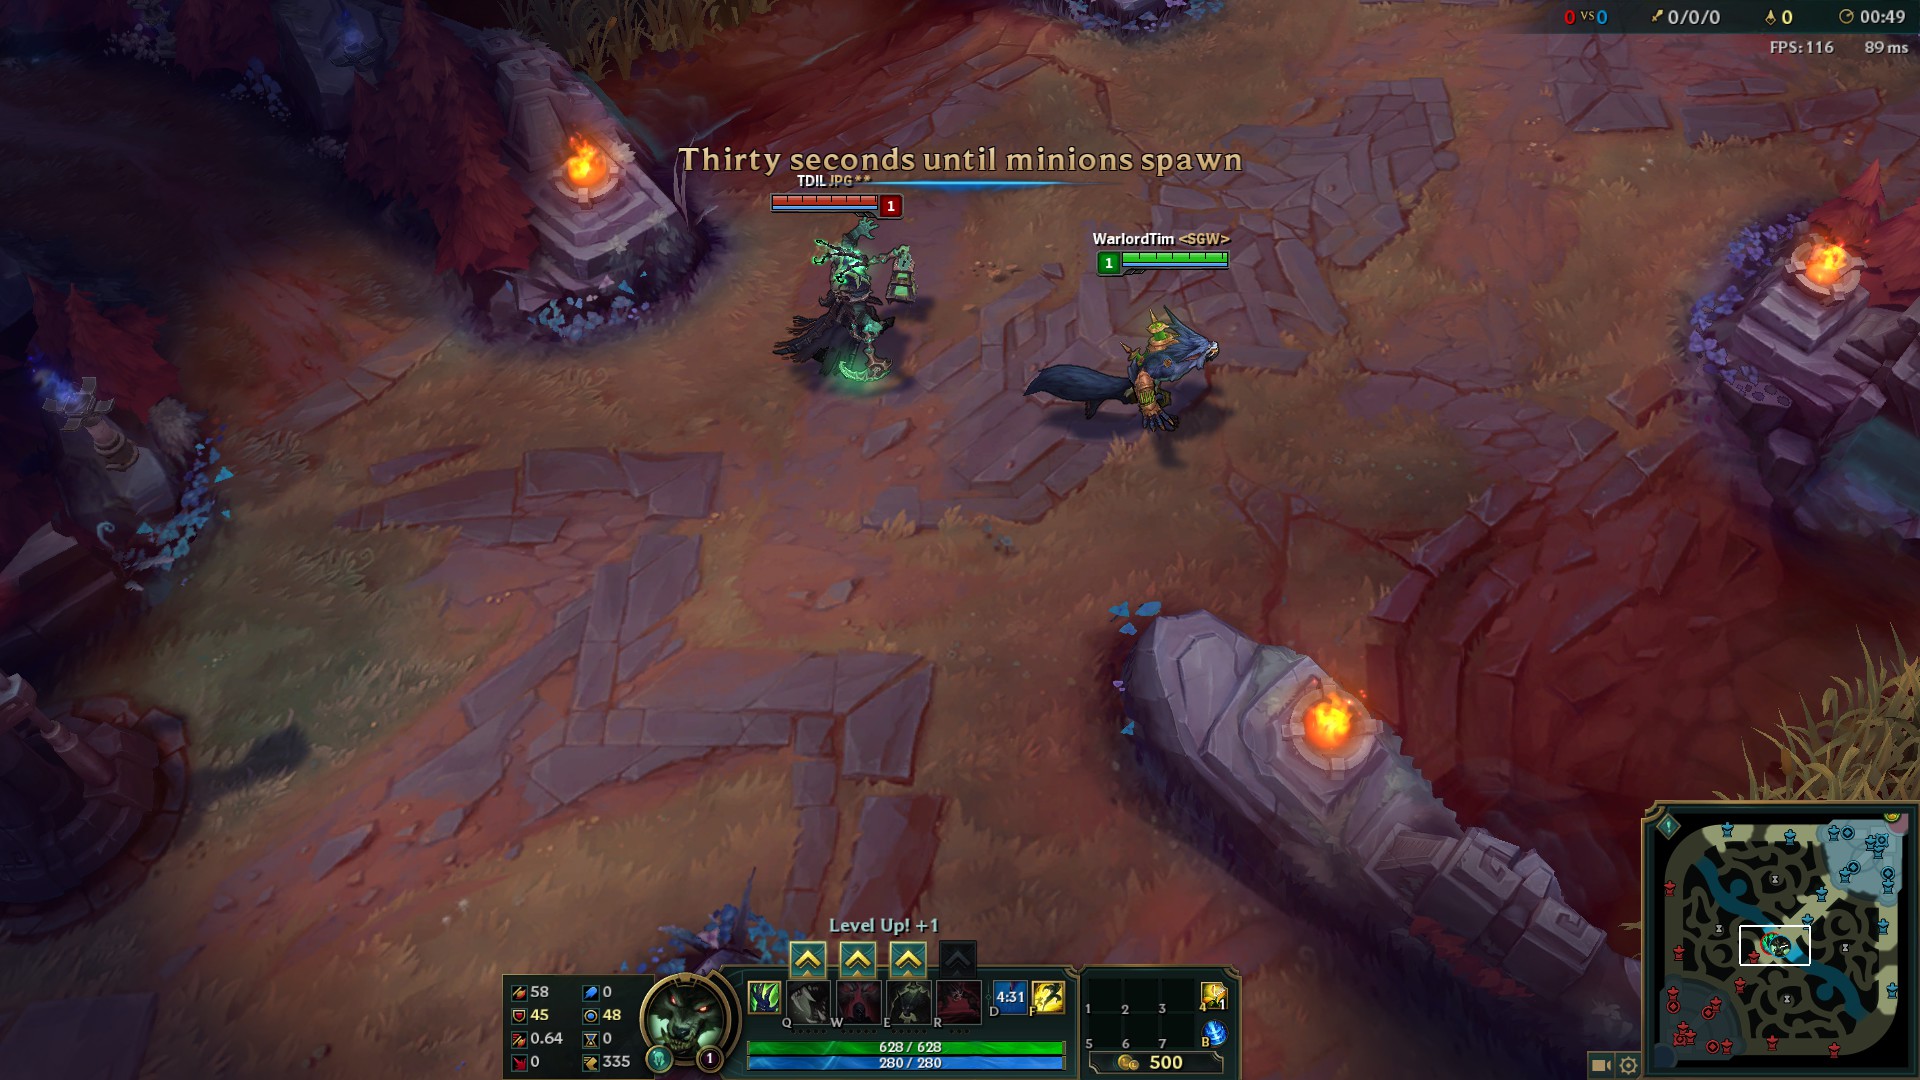 0 VS 0 0/0/0 0 00:49
FPS: 116 89 ms
Thirty seconds until minions spawn
TDIL JPG**
1
WarlordTim <SGW>
1
Level Up! +1
58 0
45 48
0.64 0
0 335
1
Q W E R
4:31
D F
628 / 628
280 / 280
1 2 3 4 1
5 6 7 B
500